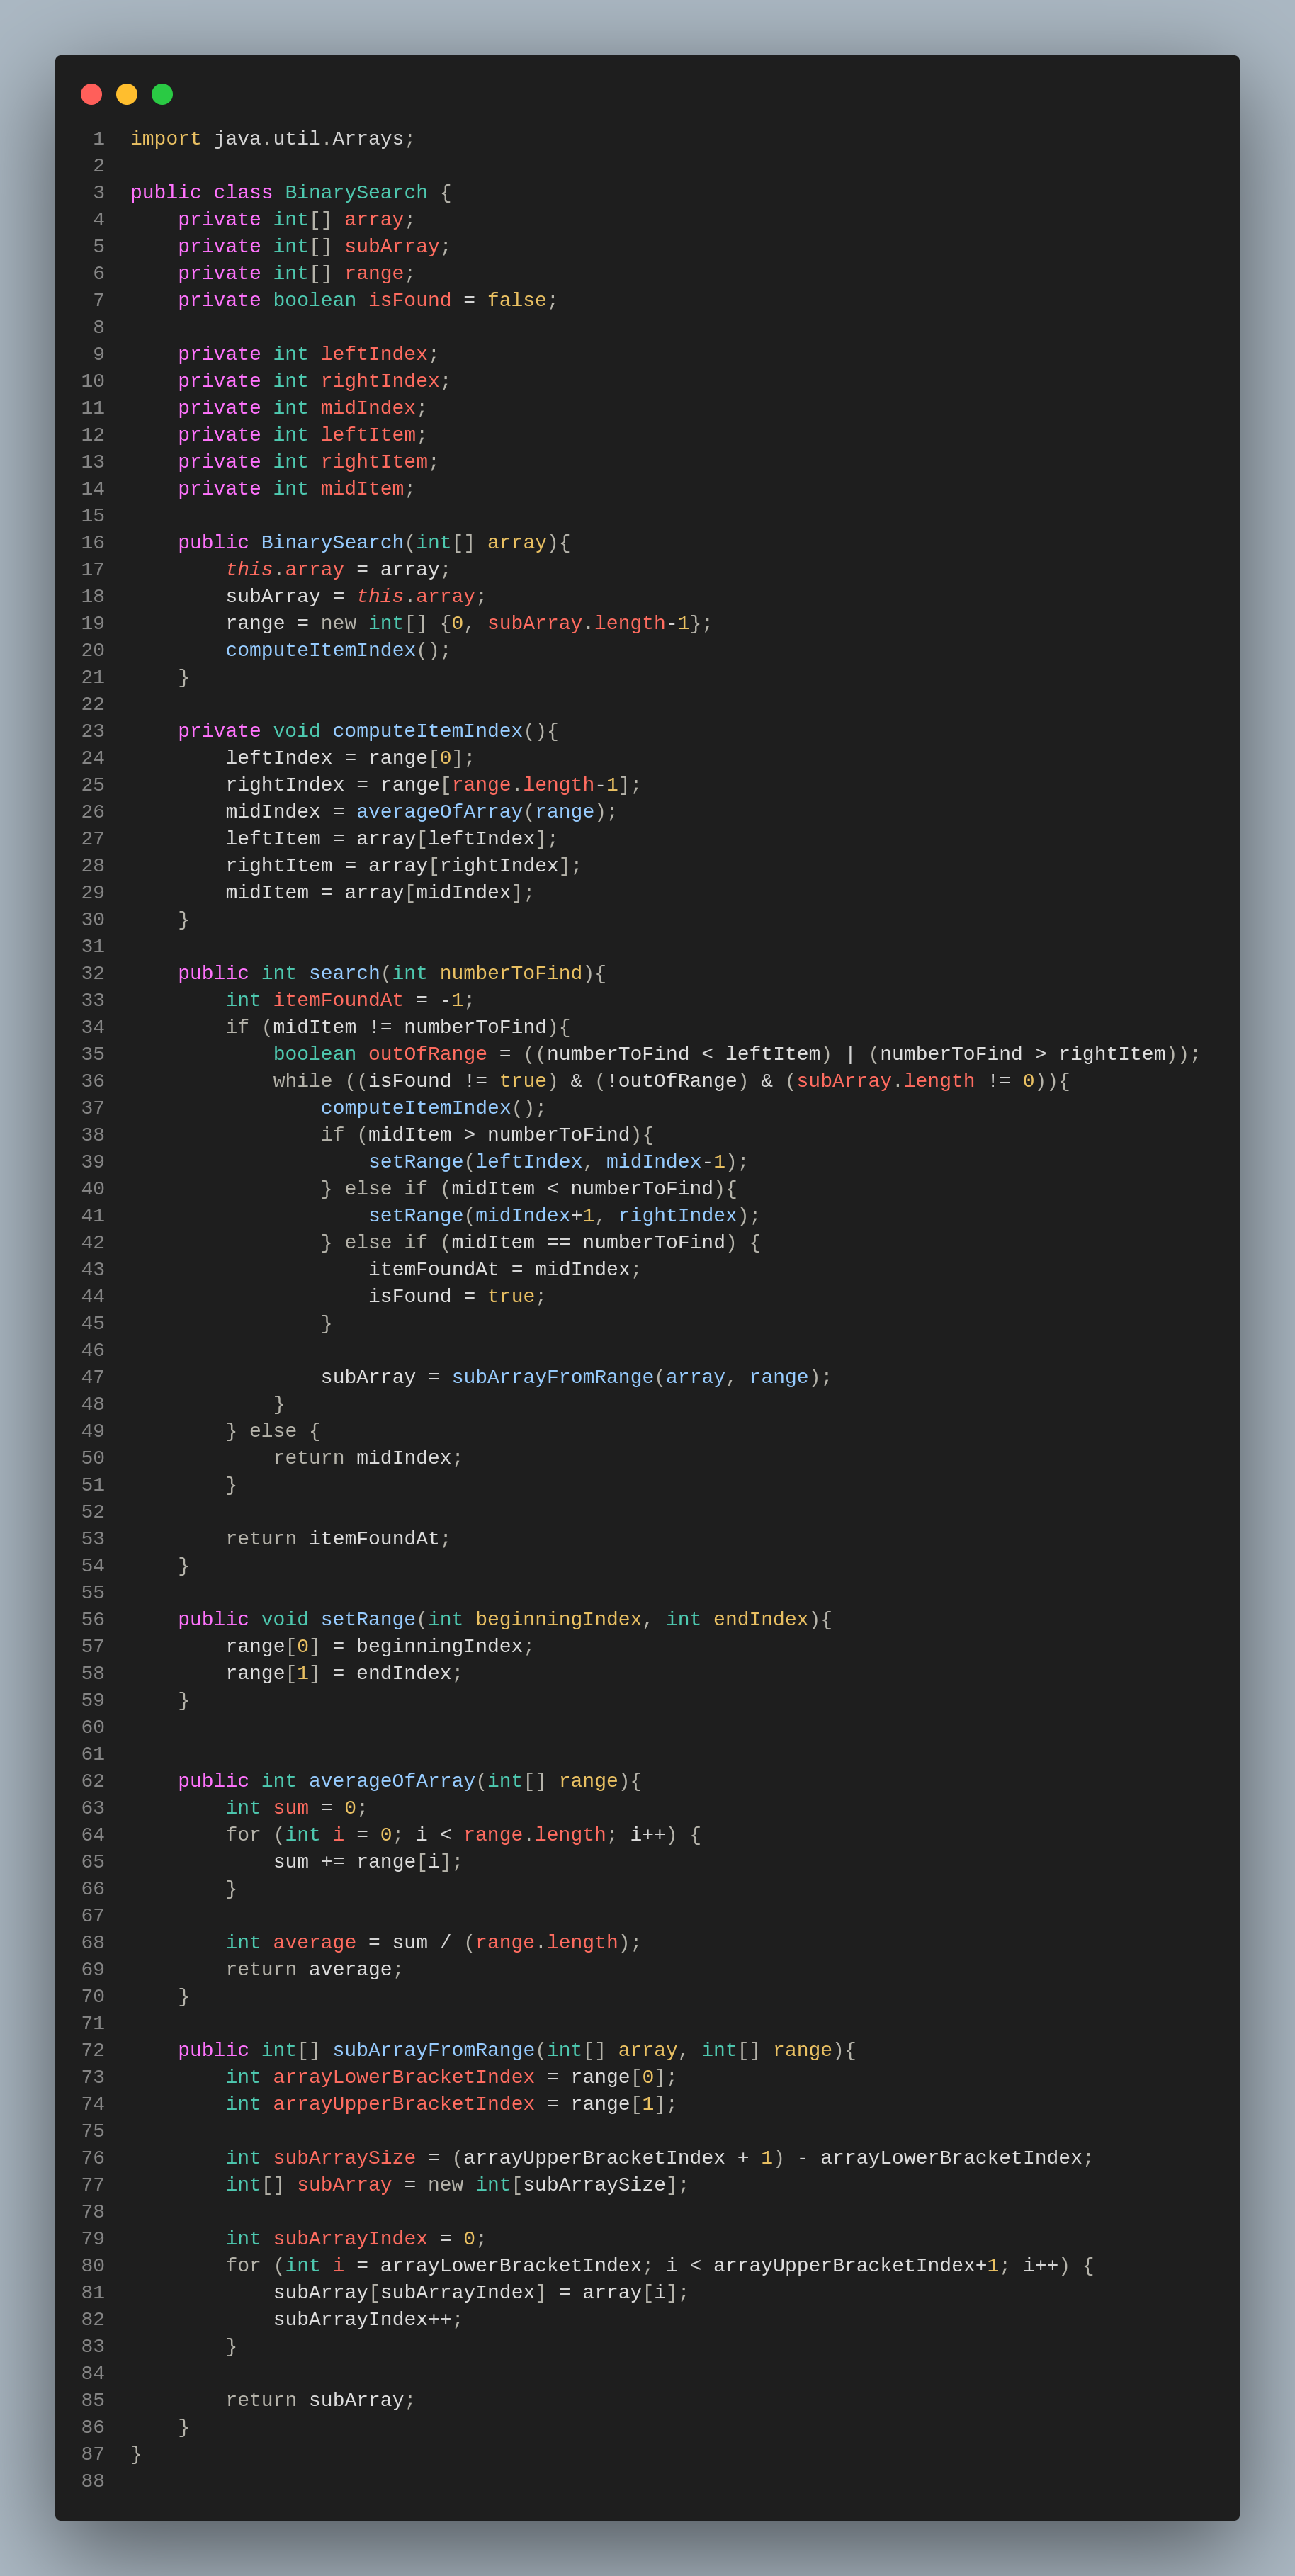 1 import java.util.Arrays;
2
3 public class BinarySearch {
4     private int[] array;
5     private int[] subArray;
6     private int[] range;
7     private boolean isFound = false;
8
9     private int leftIndex;
10     private int rightIndex;
11     private int midIndex;
12     private int leftItem;
13     private int rightItem;
14     private int midItem;
15
16     public BinarySearch(int[] array){
17         this.array = array;
18         subArray = this.array;
19         range = new int[] {0, subArray.length-1};
20         computeItemIndex();
21     }
22
23     private void computeItemIndex(){
24         leftIndex = range[0];
25         rightIndex = range[range.length-1];
26         midIndex = averageOfArray(range);
27         leftItem = array[leftIndex];
28         rightItem = array[rightIndex];
29         midItem = array[midIndex];
30     }
31
32     public int search(int numberToFind){
33         int itemFoundAt = -1;
34         if (midItem != numberToFind){
35             boolean outOfRange = ((numberToFind < leftItem) | (numberToFind > rightItem));
36             while ((isFound != true) & (!outOfRange) & (subArray.length != 0)){
37                 computeItemIndex();
38                 if (midItem > numberToFind){
39                     setRange(leftIndex, midIndex-1);
40                 } else if (midItem < numberToFind){
41                     setRange(midIndex+1, rightIndex);
42                 } else if (midItem == numberToFind) {
43                     itemFoundAt = midIndex;
44                     isFound = true;
45                 }
46
47                 subArray = subArrayFromRange(array, range);
48             }
49         } else {
50             return midIndex;
51         }
52
53         return itemFoundAt;
54     }
55
56     public void setRange(int beginningIndex, int endIndex){
57         range[0] = beginningIndex;
58         range[1] = endIndex;
59     }
60
61
62     public int averageOfArray(int[] range){
63         int sum = 0;
64         for (int i = 0; i < range.length; i++) {
65             sum += range[i];
66         }
67
68         int average = sum / (range.length);
69         return average;
70     }
71
72     public int[] subArrayFromRange(int[] array, int[] range){
73         int arrayLowerBracketIndex = range[0];
74         int arrayUpperBracketIndex = range[1];
75
76         int subArraySize = (arrayUpperBracketIndex + 1) - arrayLowerBracketIndex;
77         int[] subArray = new int[subArraySize];
78
79         int subArrayIndex = 0;
80         for (int i = arrayLowerBracketIndex; i < arrayUpperBracketIndex+1; i++) {
81             subArray[subArrayIndex] = array[i];
82             subArrayIndex++;
83         }
84
85         return subArray;
86     }
87 }
88